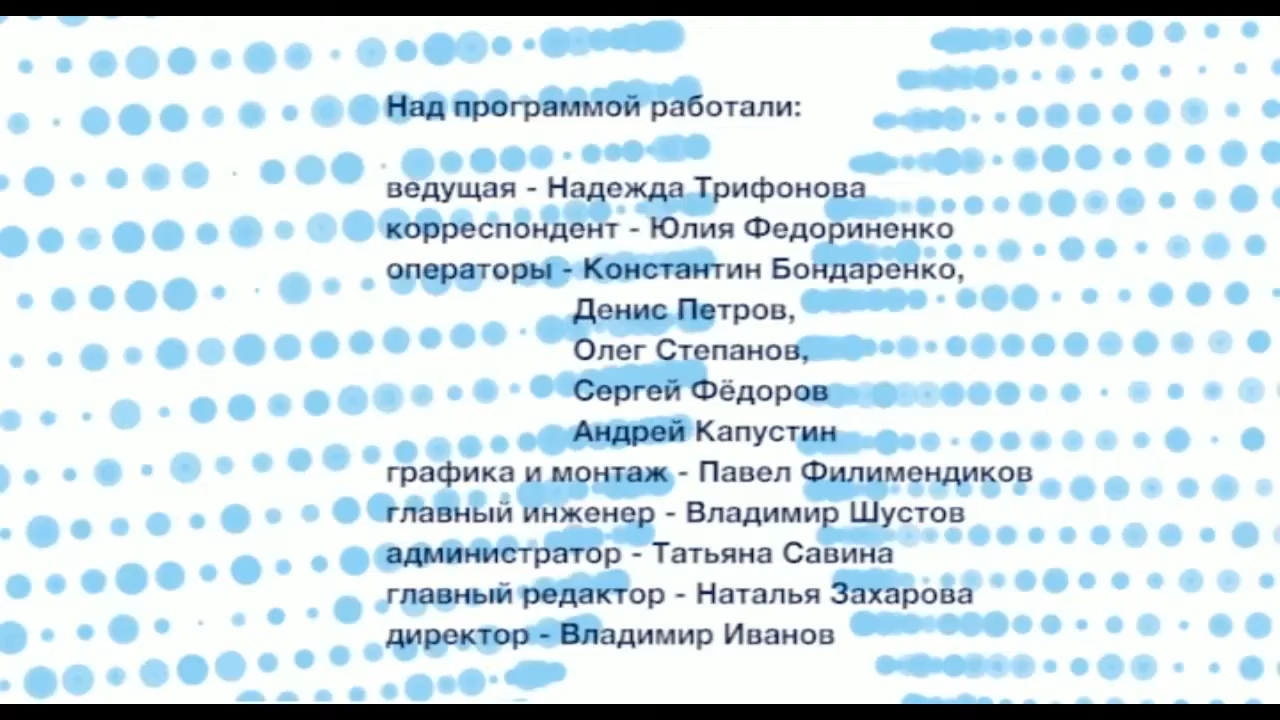 Над программой работали:
ведущая - Надежда Трифонова
корреспондент - Юлия Федориненко
операторы - Константин Бондаренко,
Денис Петров,
Олег Степанов,
Сергей Фёдоров
Андрей Капустин
графика и монтаж - Павел Филимендиков
главный инженер - Владимир Шустов
администратор - Татьяна Савина
главный редактор - Наталья Захарова
директор - Владимир Иванов